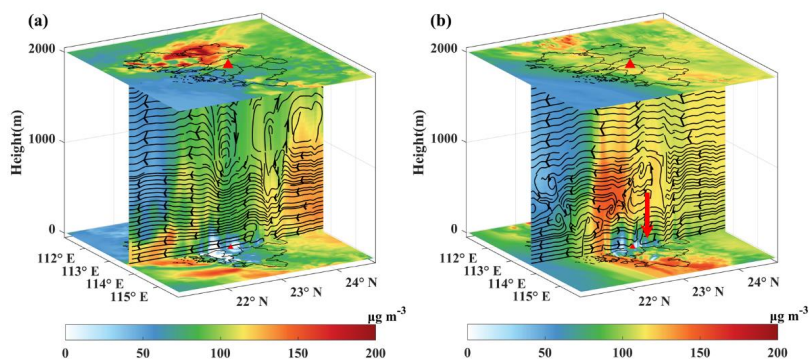 (a)
2000
Height(m)
1000
0
112° E
113° E
114° E
115° E
22° N
23° N
24° N
µg m⁻³
0 50 100 150 200
(b)
2000
Height(m)
1000
0
112° E
113° E
114° E
115° E
22° N
23° N
24° N
µg m⁻³
0 50 100 150 200